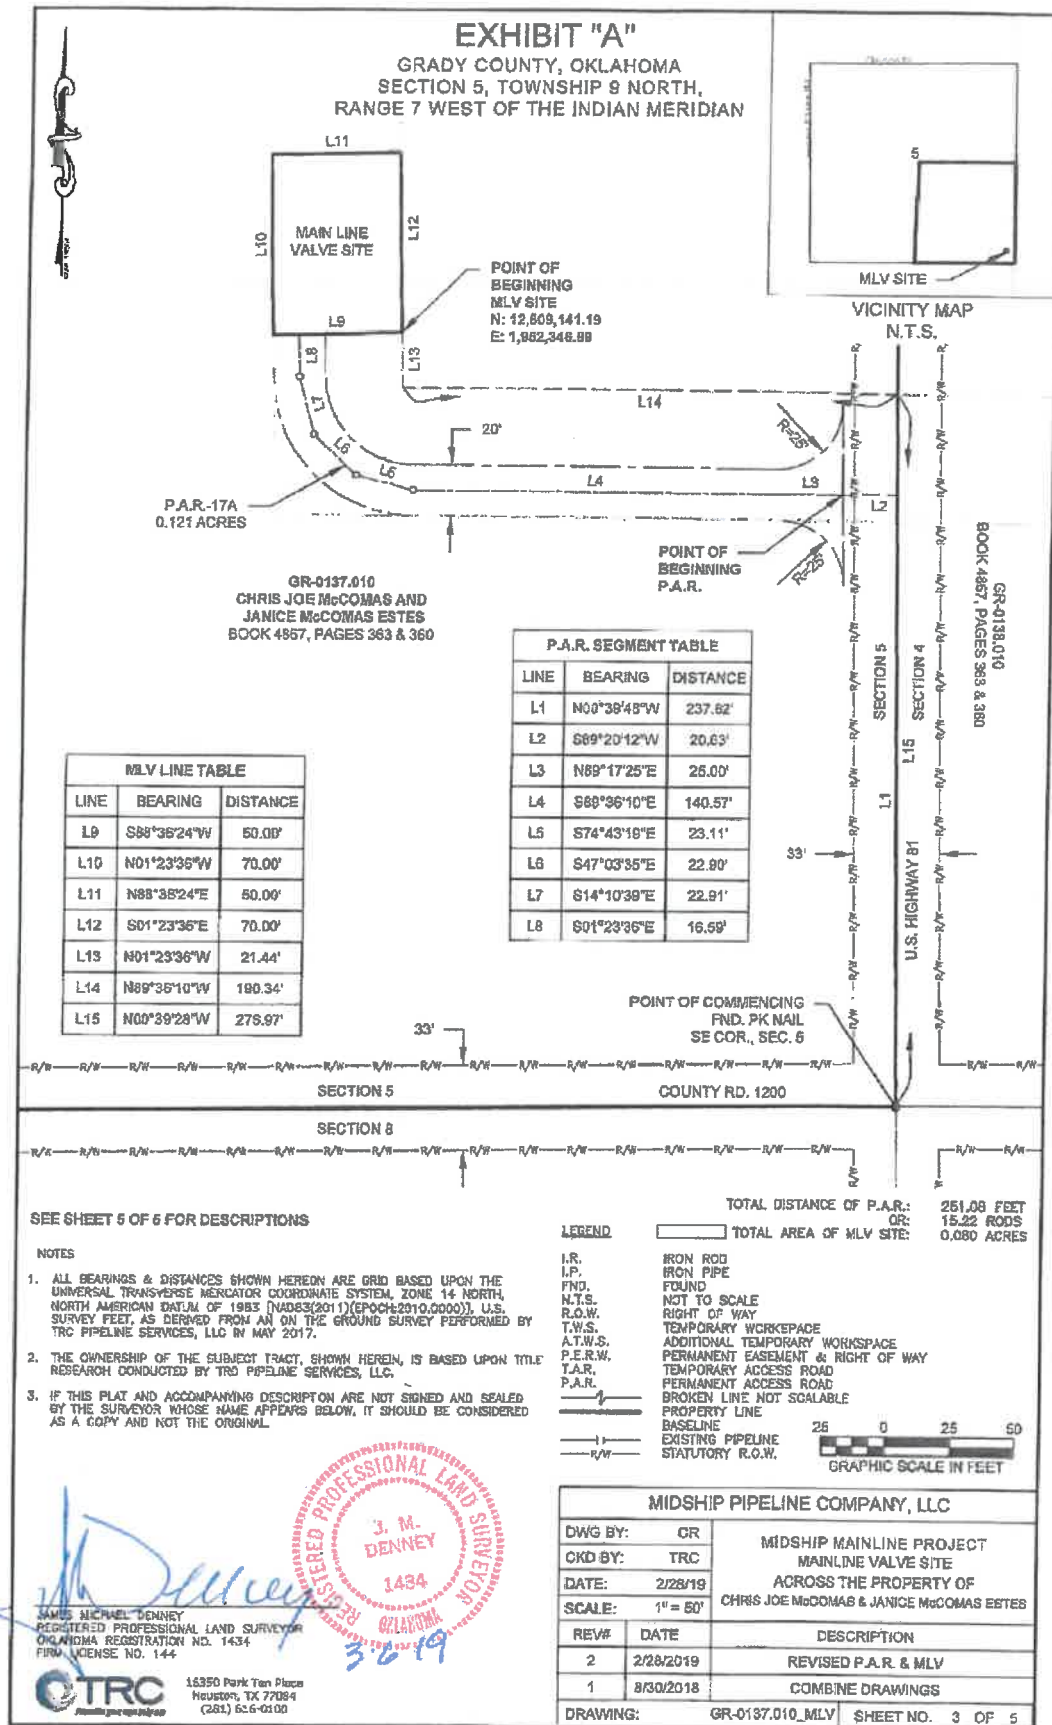 EXHIBIT "A"
GRADY COUNTY, OKLAHOMA
SECTION 5, TOWNSHIP 9 NORTH,
RANGE 7 WEST OF THE INDIAN MERIDIAN
5
MLV SITE
VICINITY MAP
N.T.S.
L11
L10
MAIN LINE
VALVE SITE
L12
L9
POINT OF
BEGINNING
MLV SITE
N: 12,609,141.19
E: 1,952,346.99
L8
L13
L7
L14
R=25'
20'
L6
L5
L4
L3
L2
P.A.R.-17A
0.121 ACRES
POINT OF
BEGINNING
P.A.R.
R=25'
GR-0137.010
CHRIS JOE McCOMAS AND
JANICE McCOMAS ESTES
BOOK 4867, PAGES 363 & 360
GR-0138.010
BOOK 4867, PAGES 363 & 360
SECTION 5
SECTION 4
L15
L1
U.S. HIGHWAY 81
33'
P.A.R. SEGMENT TABLE
LINE BEARING DISTANCE
L1 N00°39'48"W 237.62'
L2 S89°20'12"W 20.63'
L3 N89°17'25"E 25.00'
L4 S89°36'10"E 140.57'
L5 S74°43'19"E 23.11'
L6 S47°03'35"E 22.90'
L7 S14°10'39"E 22.91'
L8 S01°23'36"E 16.59'
MLV LINE TABLE
LINE BEARING DISTANCE
L9 S88°36'24"W 50.00'
L10 N01°23'36"W 70.00'
L11 N88°36'24"E 50.00'
L12 S01°23'36"E 70.00'
L13 N01°23'36"W 21.44'
L14 N89°36'10"W 190.34'
L15 N00°39'28"W 276.97'
POINT OF COMMENCING
FND. PK NAIL
SE COR., SEC. 5
33'
R/W R/W R/W R/W R/W R/W R/W R/W R/W R/W R/W R/W R/W R/W R/W
SECTION 5
COUNTY RD. 1200
SECTION 8
R/W R/W R/W R/W R/W R/W R/W R/W R/W R/W R/W R/W R/W R/W R/W
SEE SHEET 5 OF 5 FOR DESCRIPTIONS
TOTAL DISTANCE OF P.A.R.: 251.08 FEET
OR: 15.22 RODS
TOTAL AREA OF MLV SITE: 0.080 ACRES
NOTES
1. ALL BEARINGS & DISTANCES SHOWN HEREON ARE GRID BASED UPON THE
UNIVERSAL TRANSVERSE MERCATOR COORDINATE SYSTEM, ZONE 14 NORTH,
NORTH AMERICAN DATUM OF 1983 [NAD83(2011)(EPOCH:2010.0000)], U.S.
SURVEY FEET, AS DERIVED FROM AN ON THE GROUND SURVEY PERFORMED BY
TRC PIPELINE SERVICES, LLC IN MAY 2017.
2. THE OWNERSHIP OF THE SUBJECT TRACT, SHOWN HEREIN, IS BASED UPON TITLE
RESEARCH CONDUCTED BY TRC PIPELINE SERVICES, LLC.
3. IF THIS PLAT AND ACCOMPANYING DESCRIPTON ARE NOT SIGNED AND SEALED
BY THE SURVEYOR WHOSE NAME APPEARS BELOW, IT SHOULD BE CONSIDERED
AS A COPY AND NOT THE ORIGINAL.
LEGEND
I.R. IRON ROD
I.P. IRON PIPE
FND. FOUND
N.T.S. NOT TO SCALE
R.O.W. RIGHT OF WAY
T.W.S. TEMPORARY WORKSPACE
A.T.W.S. ADDITIONAL TEMPORARY WORKSPACE
P.E.R.W. PERMANENT EASEMENT & RIGHT OF WAY
T.A.R. TEMPORARY ACCESS ROAD
P.A.R. PERMANENT ACCESS ROAD
BROKEN LINE NOT SCALABLE
PROPERTY LINE
BASELINE
EXISTING PIPELINE
R/W STATUTORY R.O.W.
25 0 25 50
GRAPHIC SCALE IN FEET
REGISTERED PROFESSIONAL LAND SURVEYOR
J. M.
DENNEY
1434
OKLAHOMA
3-6-19
JAMES MICHAEL DENNEY
REGISTERED PROFESSIONAL LAND SURVEYOR
OKLAHOMA REGISTRATION NO. 1434
FIRM LICENSE NO. 144
TRC
16350 Park Ten Place
Houston, TX 77084
(281) 616-0100
MIDSHIP PIPELINE COMPANY, LLC
DWG BY: CR
CKD BY: TRC
DATE: 2/28/19
SCALE: 1" = 50'
MIDSHIP MAINLINE PROJECT
MAINLINE VALVE SITE
ACROSS THE PROPERTY OF
CHRIS JOE McCOMAS & JANICE McCOMAS ESTES
REV# DATE DESCRIPTION
2 2/28/2019 REVISED P.A.R. & MLV
1 8/30/2018 COMBINE DRAWINGS
DRAWING: GR-0137.010_MLV SHEET NO. 3 OF 5